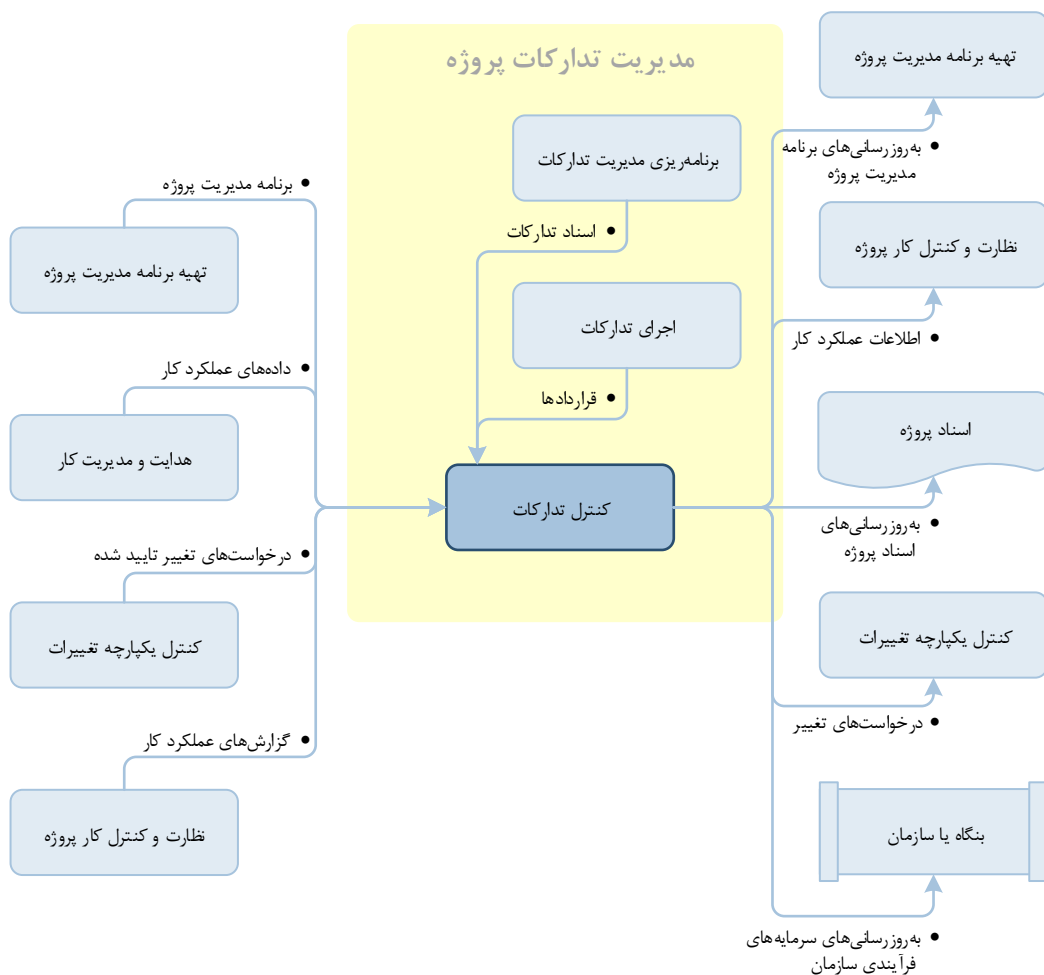 مدیریت تدارکات پروژه
برنامه‌ریزی مدیریت تدارکات
اسناد تدارکات
اجرای تدارکات
قراردادها
کنترل تدارکات
تهیه برنامه مدیریت پروژه
به‌روزرسانی‌های برنامه
مدیریت پروژه
نظارت و کنترل کار پروژه
اطلاعات عملکرد کار
اسناد پروژه
به‌روزرسانی‌های
اسناد پروژه
کنترل یکپارچه تغییرات
درخواست‌های تغییر
بنگاه یا سازمان
به‌روزرسانی‌های سرمایه‌های
فرآیندی سازمان
برنامه مدیریت پروژه
تهیه برنامه مدیریت پروژه
داده‌های عملکرد کار
هدایت و مدیریت کار
درخواست‌های تغییر تایید شده
کنترل یکپارچه تغییرات
گزارش‌های عملکرد کار
نظارت و کنترل کار پروژه